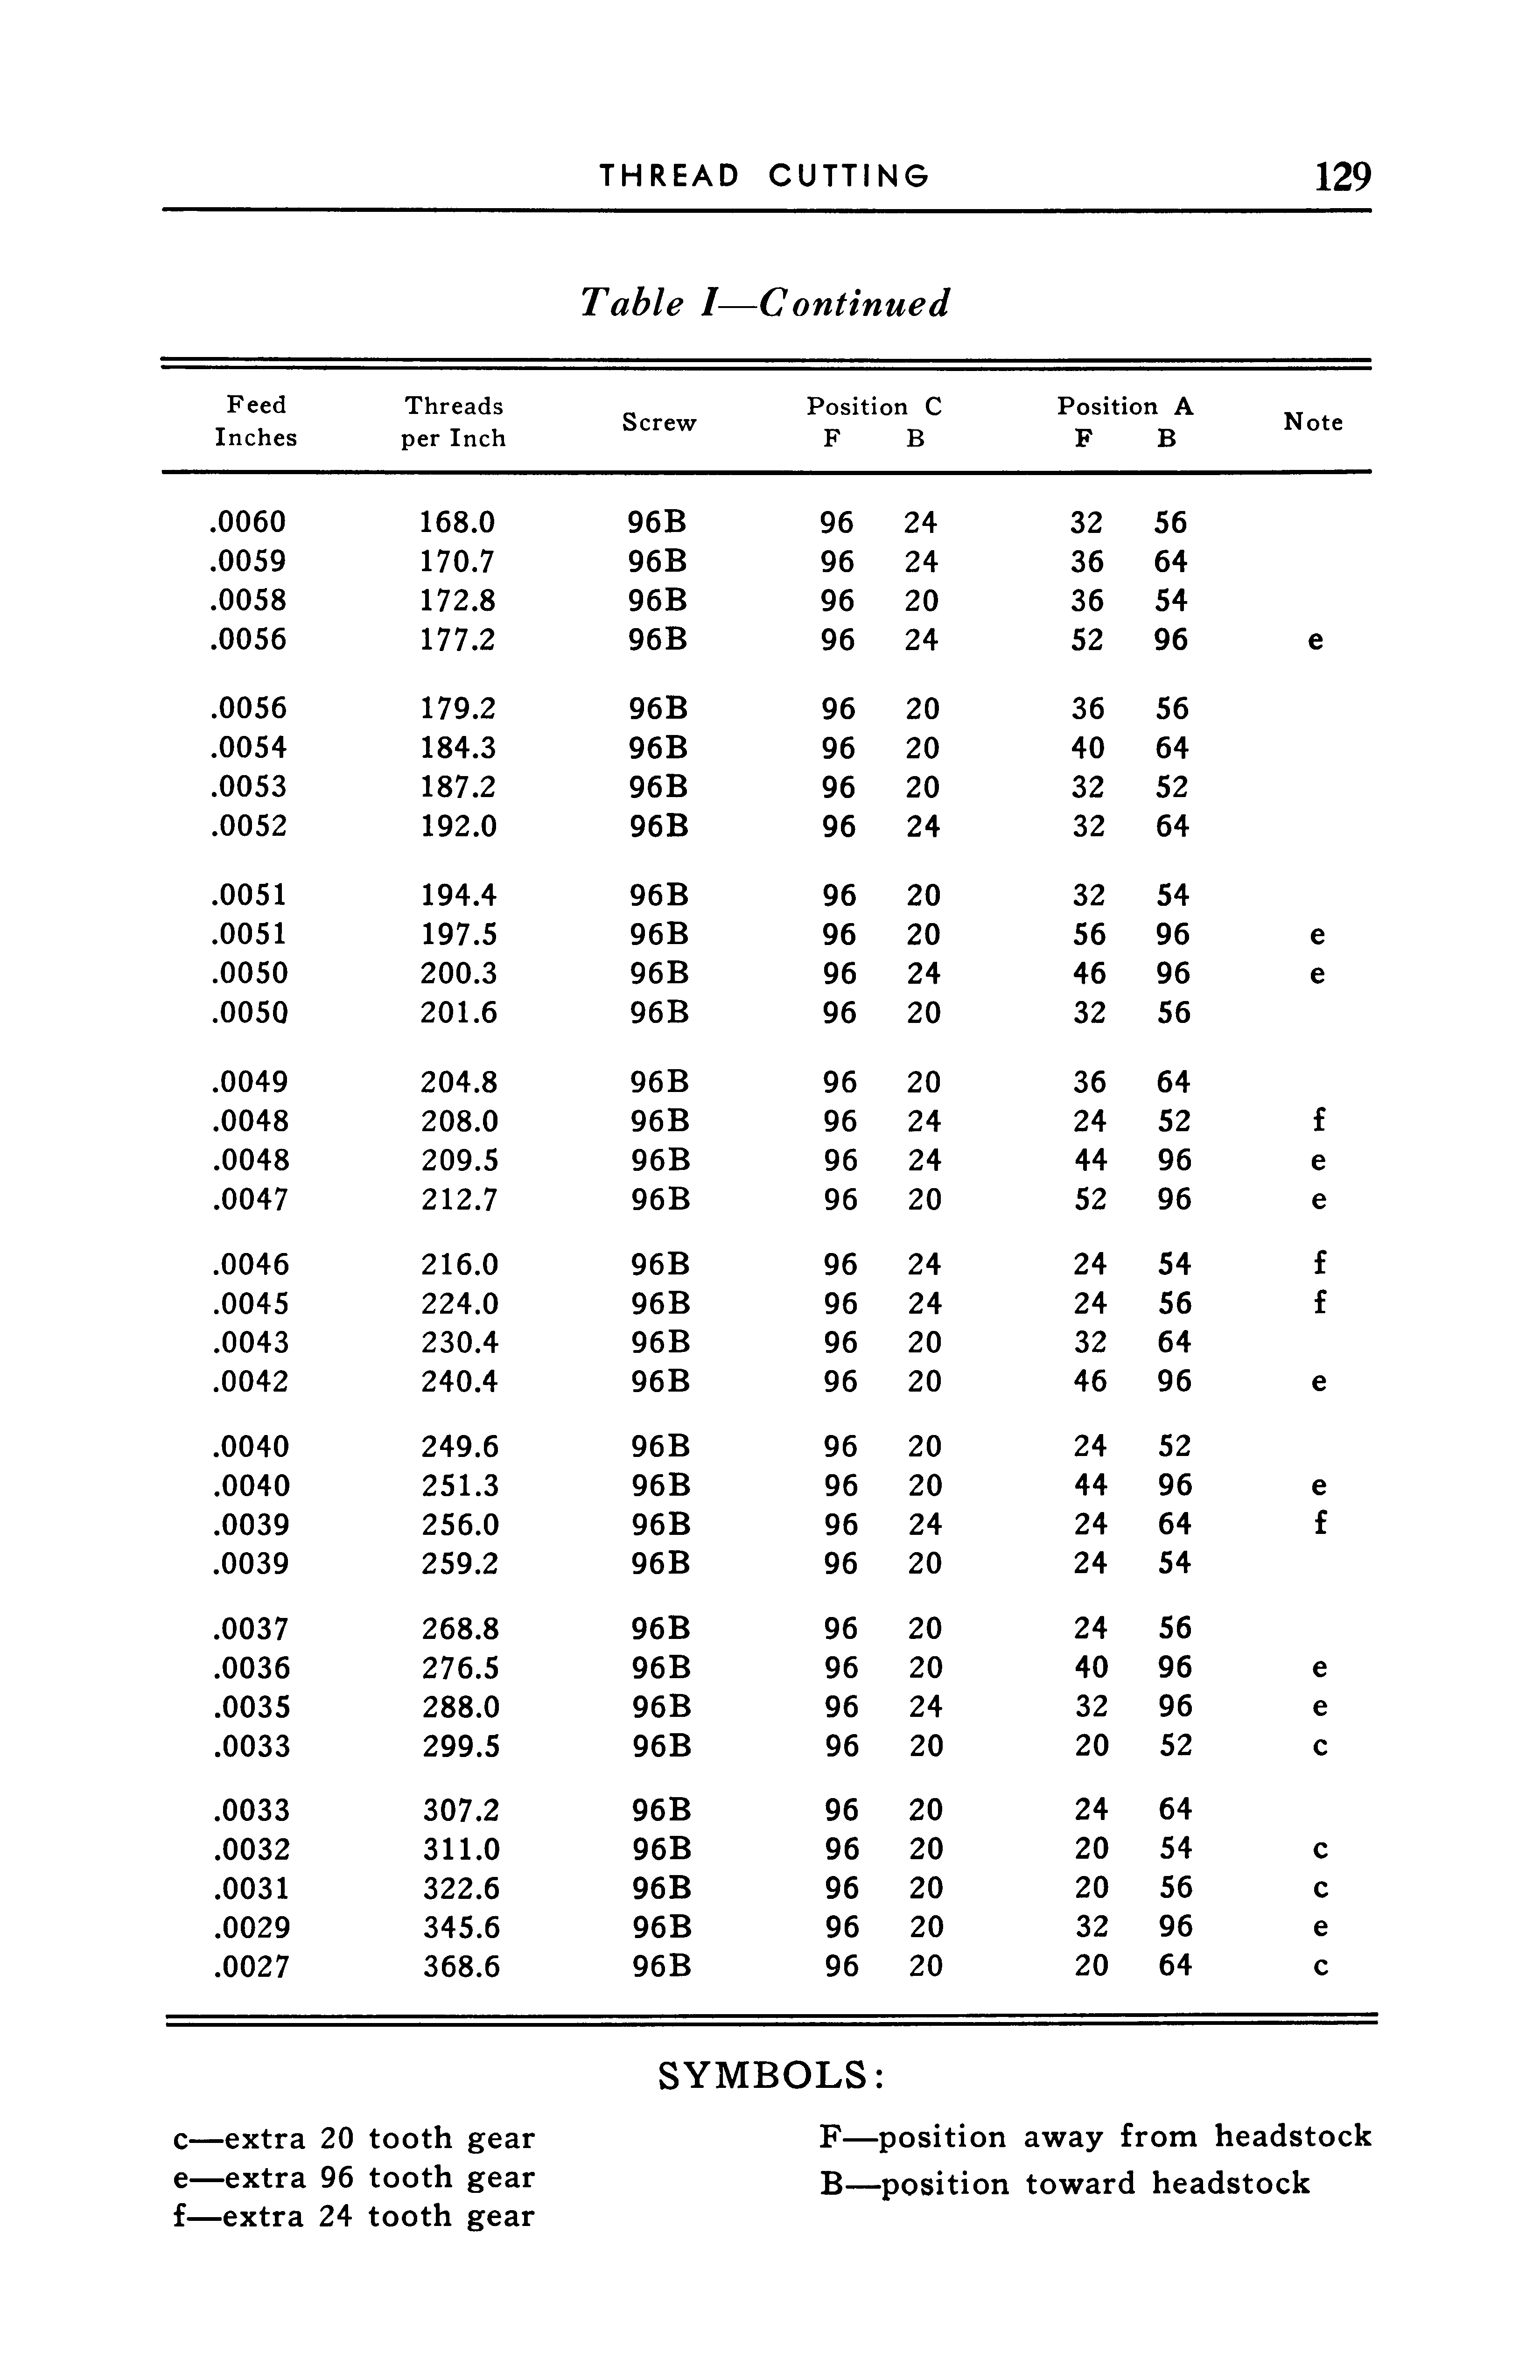 THREAD CUTTING 129
Table I—Continued
Feed Inches Threads per Inch Screw Position C F B Position A F B Note
.0060 168.0 96B 96 24 32 56
.0059 170.7 96B 96 24 36 64
.0058 172.8 96B 96 20 36 54
.0056 177.2 96B 96 24 52 96 e
.0056 179.2 96B 96 20 36 56
.0054 184.3 96B 96 20 40 64
.0053 187.2 96B 96 20 32 52
.0052 192.0 96B 96 24 32 64
.0051 194.4 96B 96 20 32 54
.0051 197.5 96B 96 20 56 96 e
.0050 200.3 96B 96 24 46 96 e
.0050 201.6 96B 96 20 32 56
.0049 204.8 96B 96 20 36 64
.0048 208.0 96B 96 24 24 52 f
.0048 209.5 96B 96 24 44 96 e
.0047 212.7 96B 96 20 52 96 e
.0046 216.0 96B 96 24 24 54 f
.0045 224.0 96B 96 24 24 56 f
.0043 230.4 96B 96 20 32 64
.0042 240.4 96B 96 20 46 96 e
.0040 249.6 96B 96 20 24 52
.0040 251.3 96B 96 20 44 96 e
.0039 256.0 96B 96 24 24 64 f
.0039 259.2 96B 96 20 24 54
.0037 268.8 96B 96 20 24 56
.0036 276.5 96B 96 20 40 96 e
.0035 288.0 96B 96 24 32 96 e
.0033 299.5 96B 96 20 20 52 c
.0033 307.2 96B 96 20 24 64
.0032 311.0 96B 96 20 20 54 c
.0031 322.6 96B 96 20 20 56 c
.0029 345.6 96B 96 20 32 96 e
.0027 368.6 96B 96 20 20 64 c
SYMBOLS:
c—extra 20 tooth gear
e—extra 96 tooth gear
f—extra 24 tooth gear
F—position away from headstock
B—position toward headstock